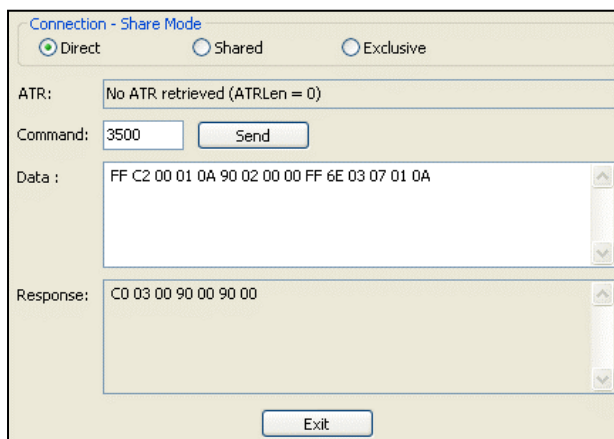 Connection - Share Mode
Direct Shared Exclusive
ATR: No ATR retrieved (ATRLen = 0)
Command: 3500 Send
Data : FF C2 00 01 0A 90 02 00 00 FF 6E 03 07 01 0A
Response: C0 03 00 90 00 90 00
Exit